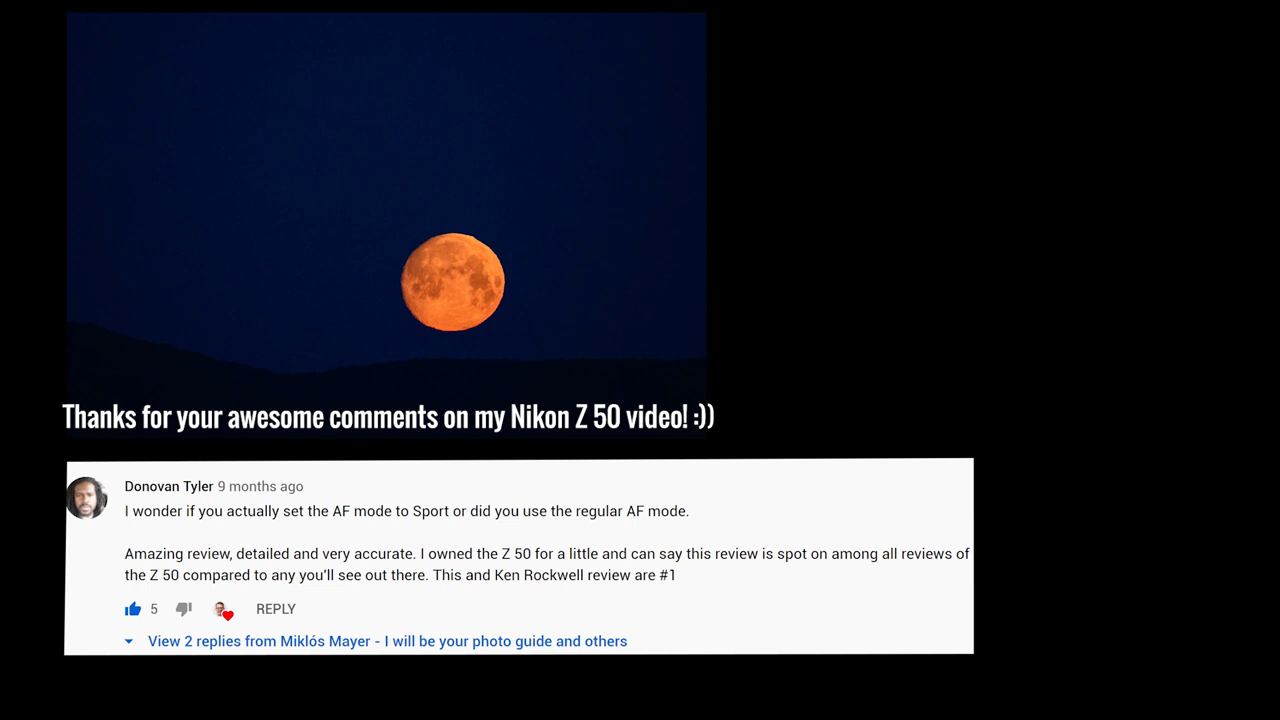 Thanks for your awesome comments on my Nikon Z 50 video! :))
Donovan Tyler 9 months ago
I wonder if you actually set the AF mode to Sport or did you use the regular AF mode.
Amazing review, detailed and very accurate. I owned the Z 50 for a little and can say this review is spot on among all reviews of
the Z 50 compared to any you'll see out there. This and Ken Rockwell review are #1
5 REPLY
View 2 replies from Miklós Mayer - I will be your photo guide and others